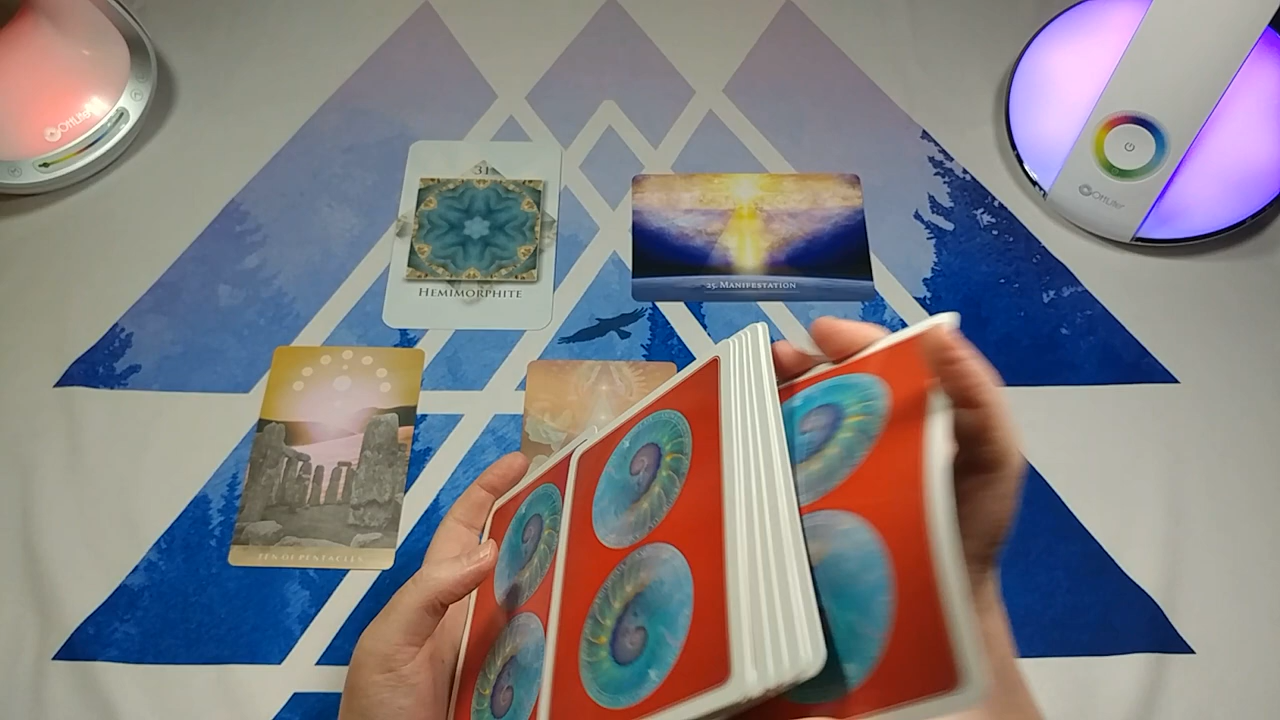 OttLite
OttLite
31
HEMIMORPHITE
25. MANIFESTATION
TEN OF PENTACLES